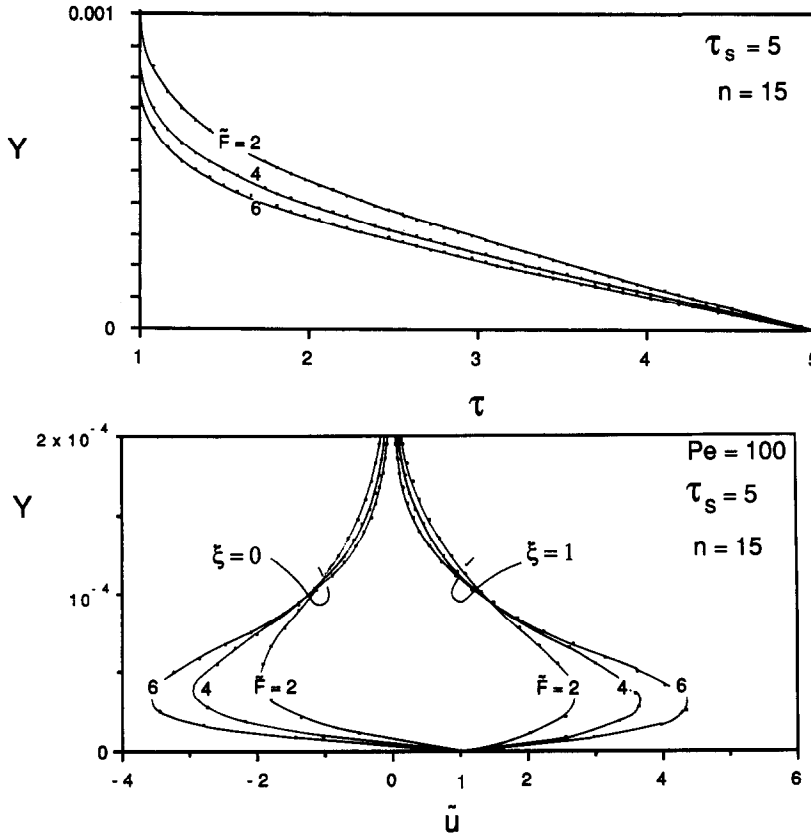 0.001
τs = 5
n = 15
Y
F̃ = 2
4
6
0
1 2 3 4 5
τ
2 x 10⁻⁴
Pe = 100
τs = 5
n = 15
Y
ξ = 0
ξ = 1
10⁻⁴
6 4 F̃ = 2 F̃ = 2 4 6
0
-4 -2 0 1 2 4 6
ũ